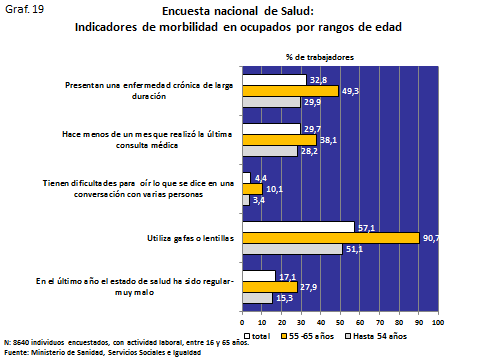 Graf. 19
Encuesta nacional de Salud:
Indicadores de morbilidad en ocupados por rangos de edad
% de trabajadores
Presentan una enfermedad crónica de larga
duración
32,8
49,3
29,9
Hace menos de un mes que realizó la última
consulta médica
29,7
38,1
28,2
Tienen dificultades para oír lo que se dice en una
conversación con varias personas
4,4
10,1
3,4
Utiliza gafas o lentillas
57,1
90,7
51,1
En el último año el estado de salud ha sido regular-
muy malo
17,1
27,9
15,3
0 10 20 30 40 50 60 70 80 90 100
total 55 -65 años Hasta 54 años
N: 8640 individuos encuestados, con actividad laboral, entre 16 y 65 años.
Fuente: Ministerio de Sanidad, Servicios Sociales e Igualdad